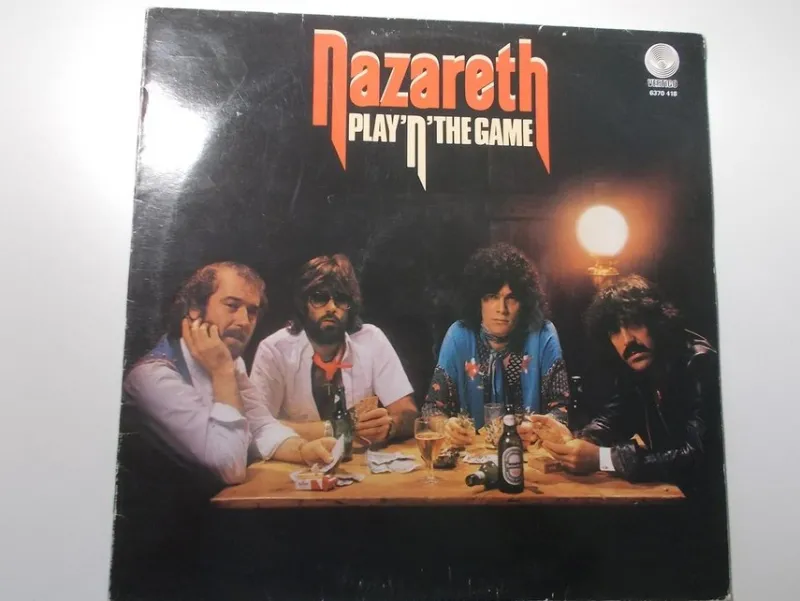 Nazareth
PLAY 'N' THE GAME
VERTIGO
6370 418